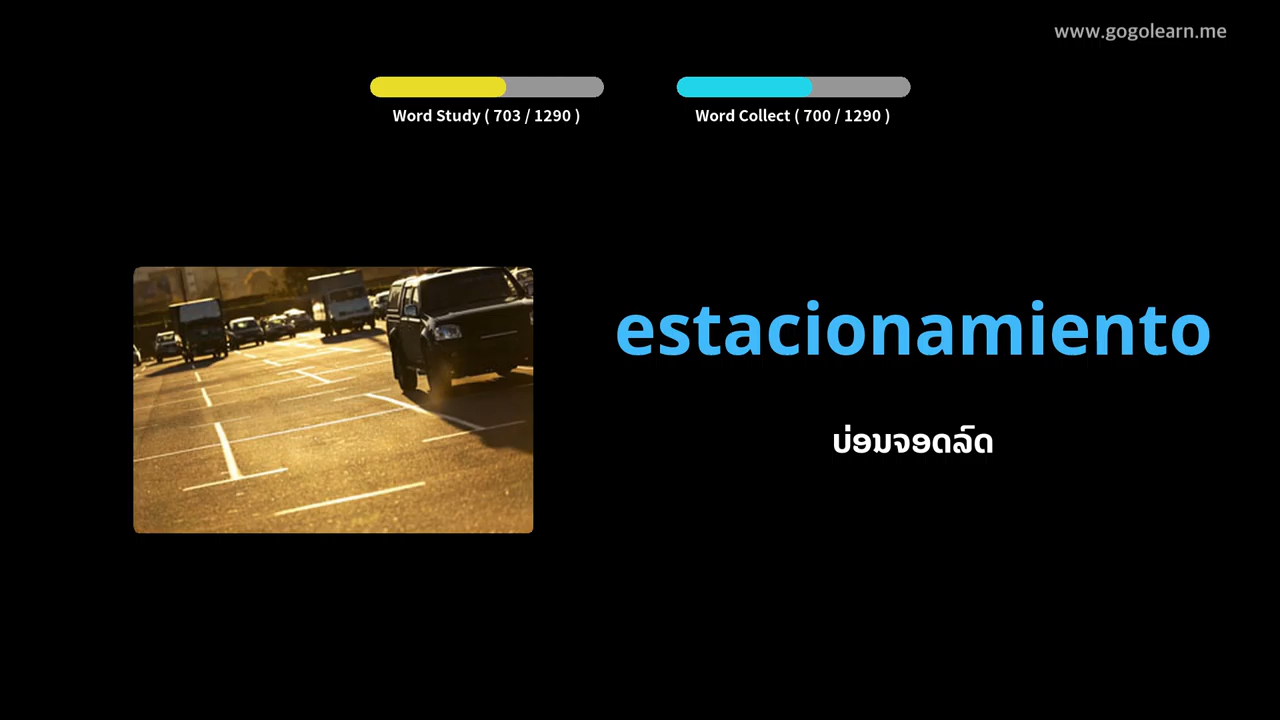 www.gogolearn.me
Word Study ( 703 / 1290 )
Word Collect ( 700 / 1290 )
estacionamiento
ບ່ອນຈອດລົດ